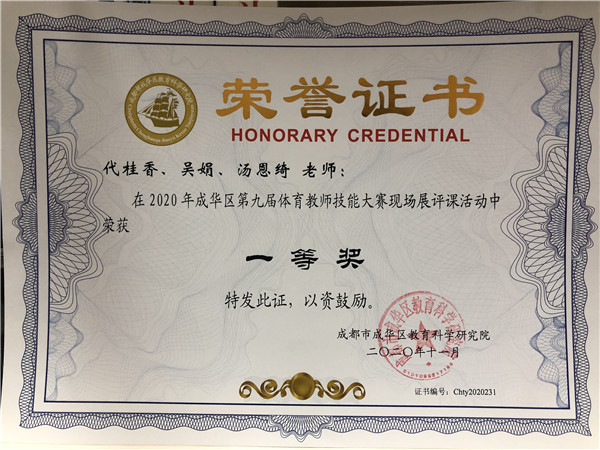 荣誉证书
HONORARY CREDENTIAL
代桂香、吴娟、汤恩绮 老师：
在2020年成华区第九届体育教师技能大赛现场展评课活动中
荣获
一等奖
特发此证，以资鼓励。
成都市成华区教育科学研究院
二〇二〇年十一月
证书编号：Chty2020231